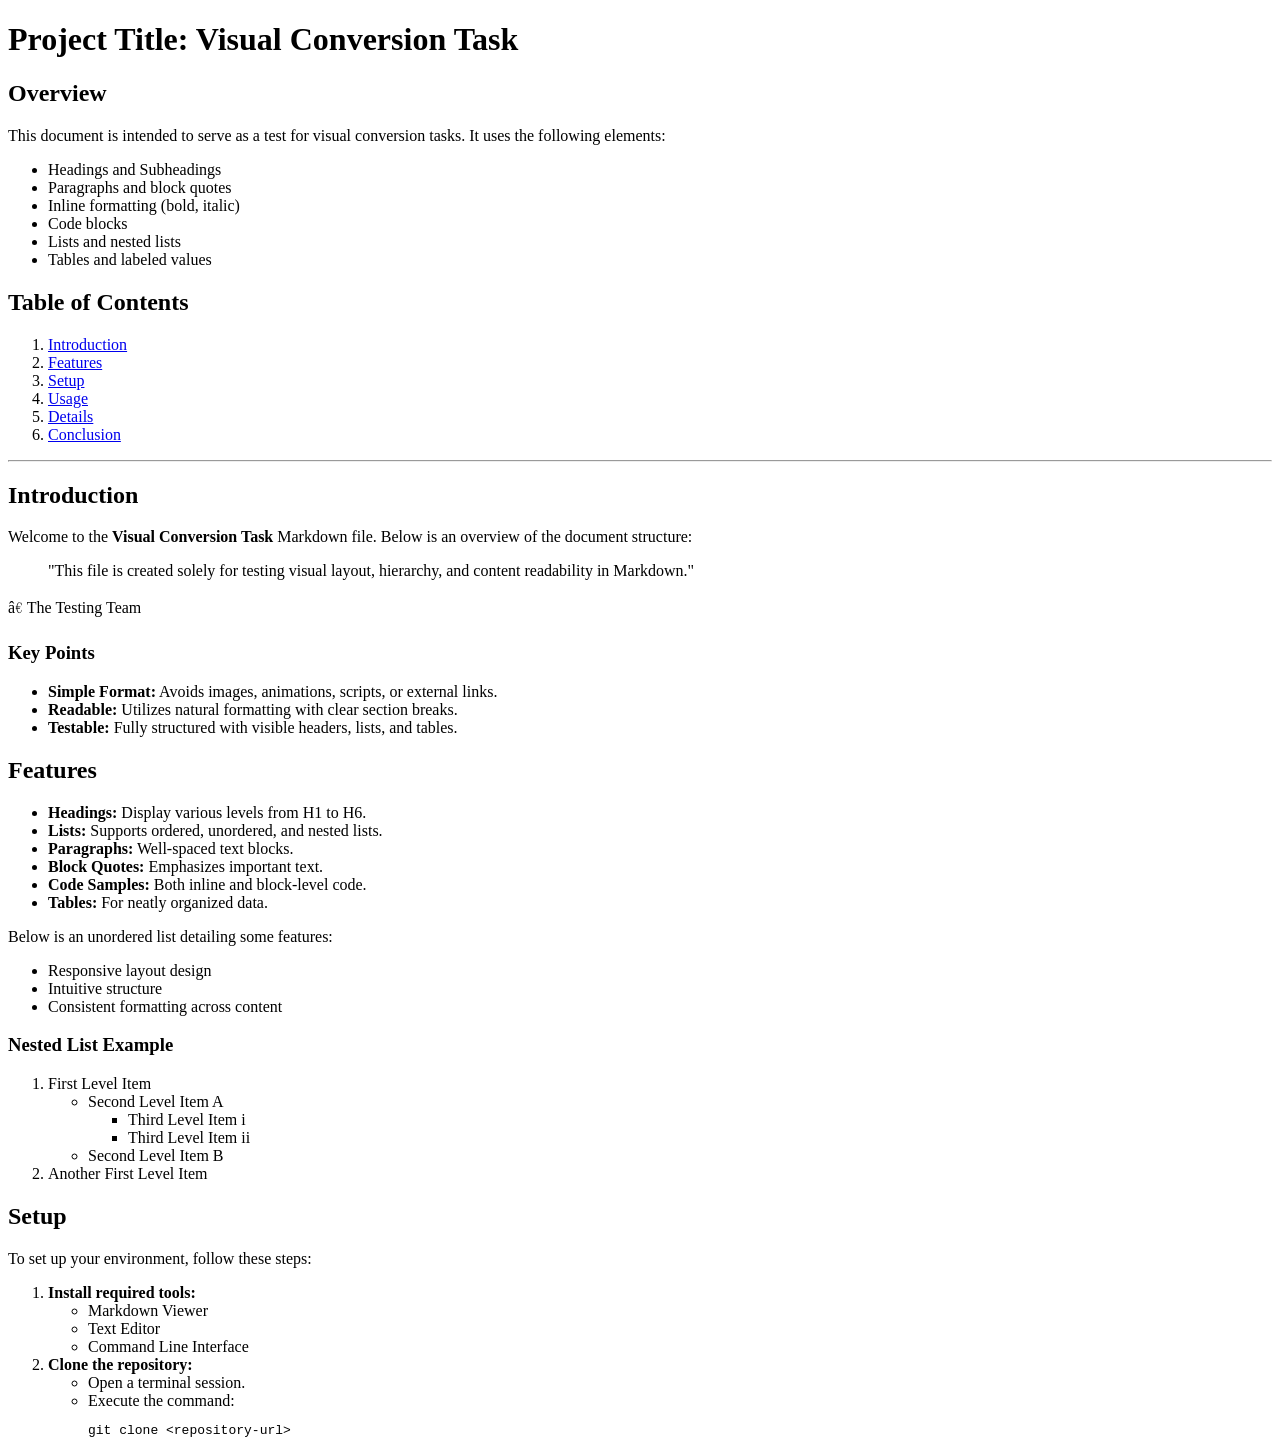 Project Title: Visual Conversion Task
Overview
This document is intended to serve as a test for visual conversion tasks. It uses the following elements:
• Headings and Subheadings
• Paragraphs and block quotes
• Inline formatting (bold, italic)
• Code blocks
• Lists and nested lists
• Tables and labeled values
Table of Contents
1. Introduction
2. Features
3. Setup
4. Usage
5. Details
6. Conclusion
Introduction
Welcome to the Visual Conversion Task Markdown file. Below is an overview of the document structure:
"This file is created solely for testing visual layout, hierarchy, and content readability in Markdown."
â€ The Testing Team
Key Points
• Simple Format: Avoids images, animations, scripts, or external links.
• Readable: Utilizes natural formatting with clear section breaks.
• Testable: Fully structured with visible headers, lists, and tables.
Features
• Headings: Display various levels from H1 to H6.
• Lists: Supports ordered, unordered, and nested lists.
• Paragraphs: Well-spaced text blocks.
• Block Quotes: Emphasizes important text.
• Code Samples: Both inline and block-level code.
• Tables: For neatly organized data.
Below is an unordered list detailing some features:
• Responsive layout design
• Intuitive structure
• Consistent formatting across content
Nested List Example
1. First Level Item
◦ Second Level Item A
▪ Third Level Item i
▪ Third Level Item ii
◦ Second Level Item B
2. Another First Level Item
Setup
To set up your environment, follow these steps:
1. Install required tools:
◦ Markdown Viewer
◦ Text Editor
◦ Command Line Interface
2. Clone the repository:
◦ Open a terminal session.
◦ Execute the command:
git clone <repository-url>